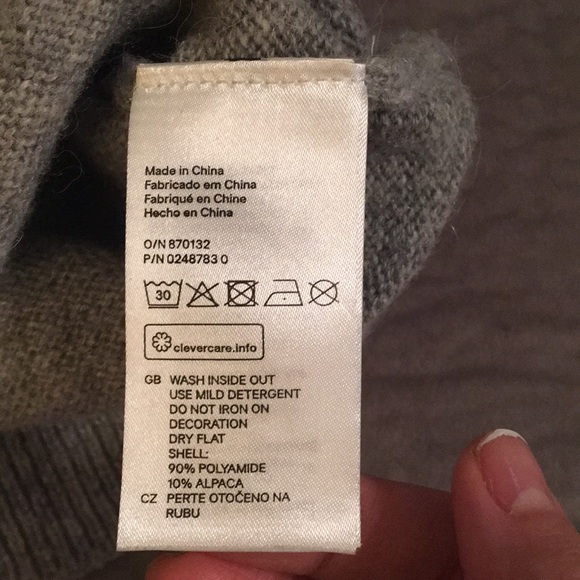 Made in China
Fabricado em China
Fabriqué en Chine
Hecho en China
O/N 870132
P/N 0248783 0
30
clevercare.info
GB WASH INSIDE OUT
USE MILD DETERGENT
DO NOT IRON ON
DECORATION
DRY FLAT
SHELL:
90% POLYAMIDE
10% ALPACA
CZ PERTE OTOČENO NA
RUBU